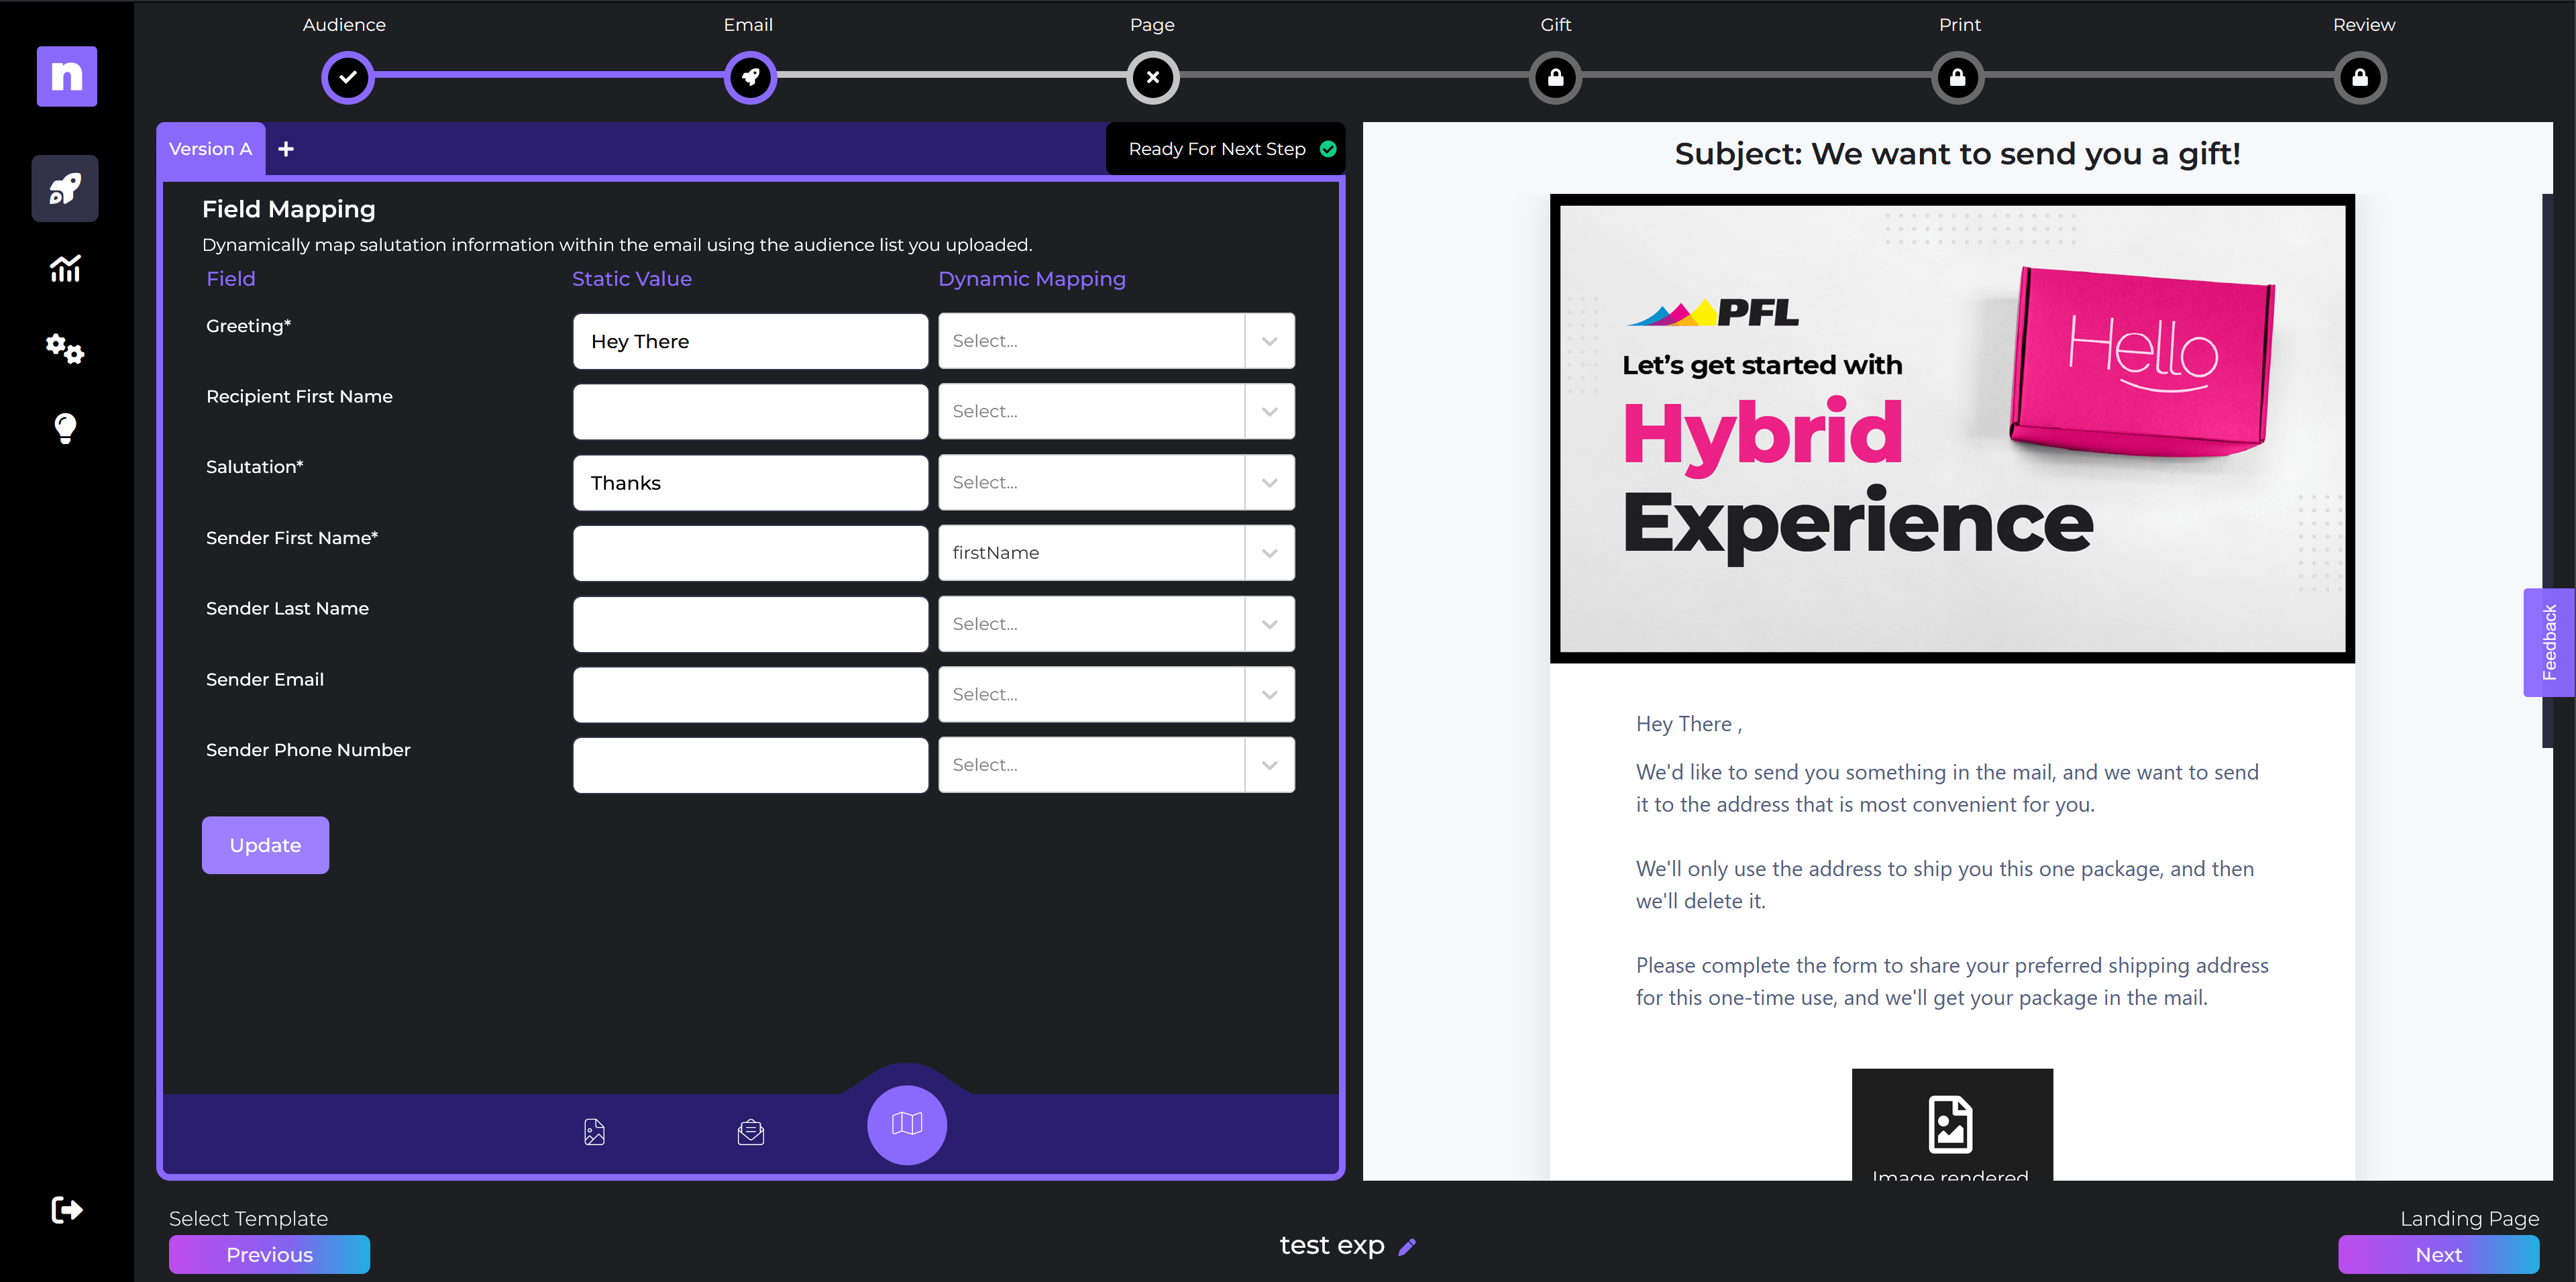 Audience
Email
Page
Gift
Print
Review
n
Version A
Ready For Next Step
Field Mapping
Dynamically map salutation information within the email using the audience list you uploaded.
Field Static Value Dynamic Mapping
Greeting* Hey There Select...
Recipient First Name Select...
Salutation* Thanks Select...
Sender First Name* firstName
Sender Last Name Select...
Sender Email Select...
Sender Phone Number Select...
Update
Select Template
Previous
test exp
Subject: We want to send you a gift!
PFL
Let's get started with
Hybrid
Experience
Hello
Hey There ,
We'd like to send you something in the mail, and we want to send
it to the address that is most convenient for you.
We'll only use the address to ship you this one package, and then
we'll delete it.
Please complete the form to share your preferred shipping address
for this one-time use, and we'll get your package in the mail.
Image rendered
Feedback
Landing Page
Next